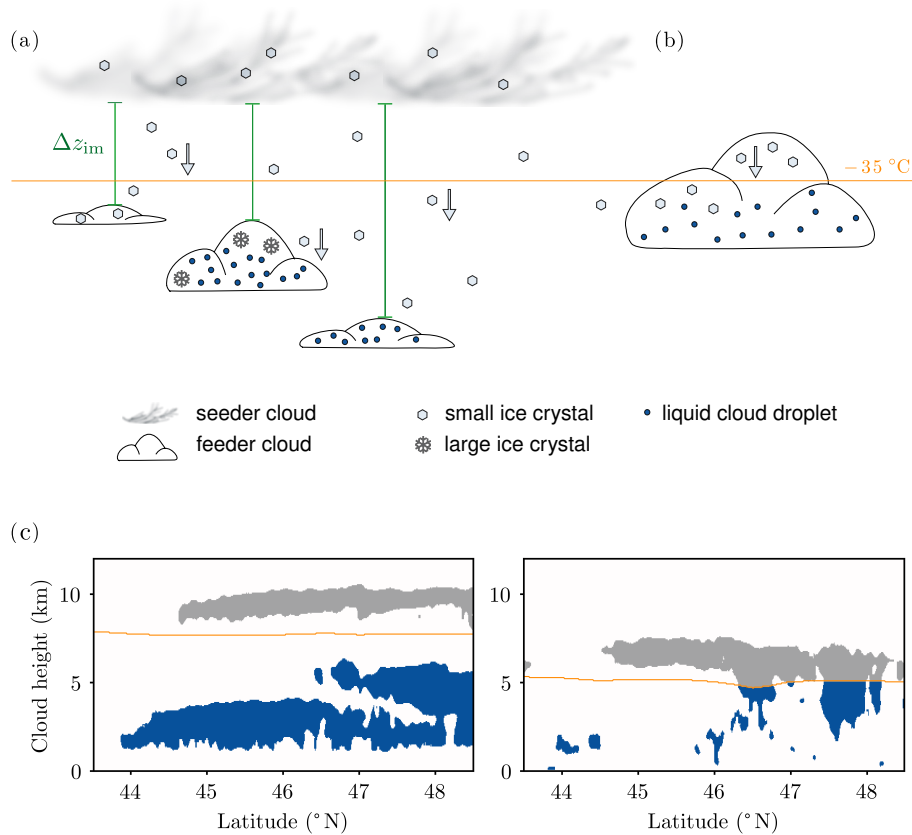 (a)
(b)
Δz_im
−35 °C
seeder cloud
small ice crystal
liquid cloud droplet
feeder cloud
large ice crystal
(c)
Cloud height (km)
10
5
0
44
45
46
47
48
Latitude (°N)
10
5
0
44
45
46
47
48
Latitude (°N)